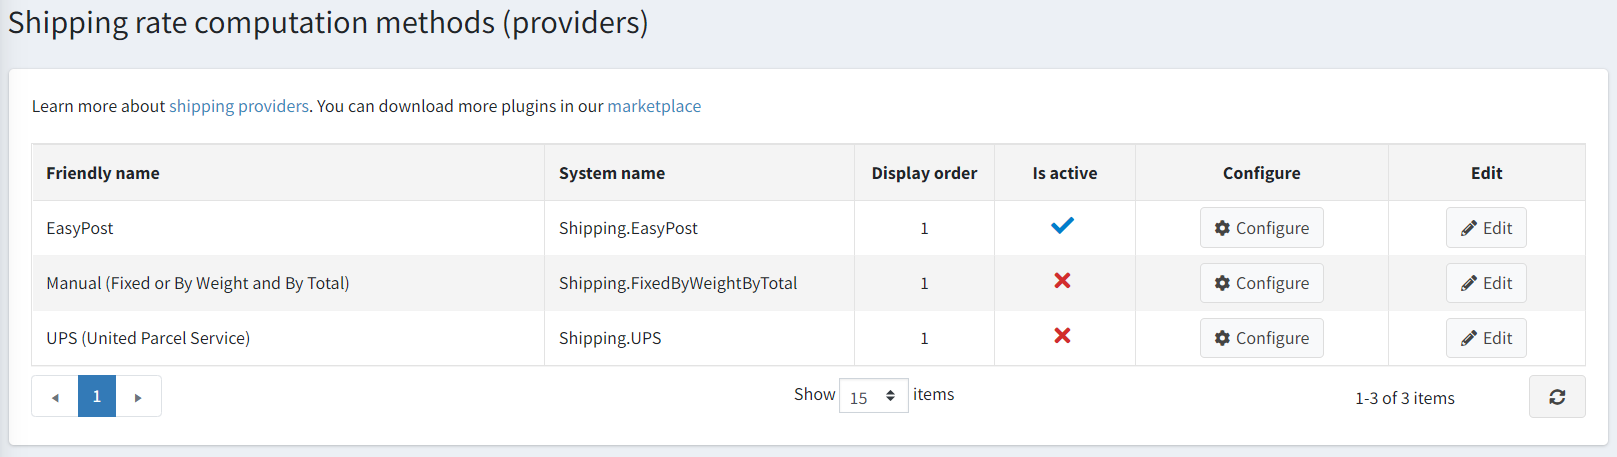 Shipping rate computation methods (providers)
Learn more about shipping providers. You can download more plugins in our marketplace
Friendly name System name Display order Is active Configure Edit
EasyPost Shipping.EasyPost 1 Configure Edit
Manual (Fixed or By Weight and By Total) Shipping.FixedByWeightByTotal 1 Configure Edit
UPS (United Parcel Service) Shipping.UPS 1 Configure Edit
1 Show 15 items 1-3 of 3 items